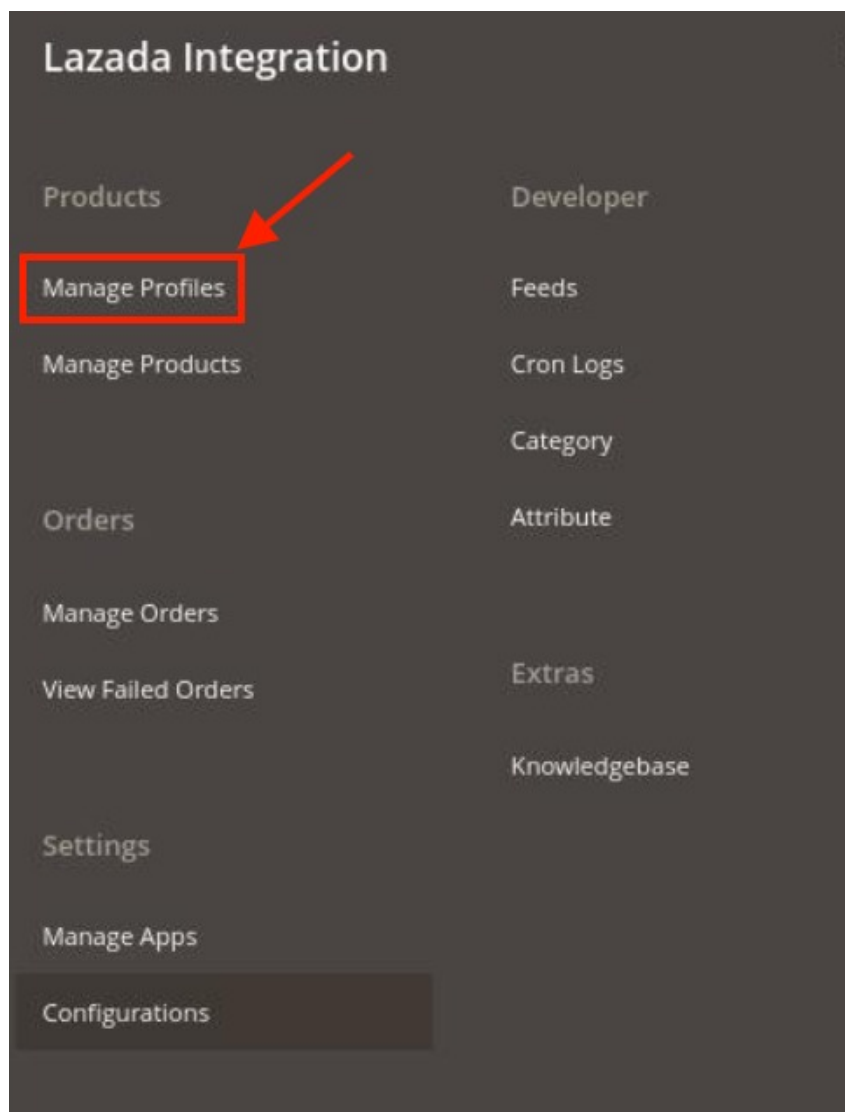 Lazada Integration
Products
Manage Profiles
Manage Products
Orders
Manage Orders
View Failed Orders
Settings
Manage Apps
Configurations
Developer
Feeds
Cron Logs
Category
Attribute
Extras
Knowledgebase